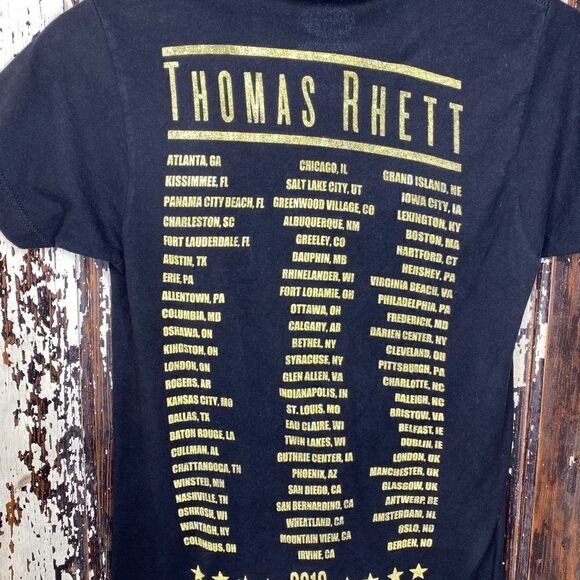 THOMAS RHETT
ATLANTA, GA
KISSIMMEE, FL
PANAMA CITY BEACH, FL
CHARLESTON, SC
FORT LAUDERDALE, FL
AUSTIN, TX
ERIE, PA
ALLENTOWN, PA
COLUMBIA, MD
OSHAWA, ON
KINGSTON, ON
LONDON, ON
ROGERS, AR
KANSAS CITY, MO
DALLAS, TX
BATON ROUGE, LA
CULLMAN, AL
CHATTANOOGA, TN
WINSTED, MN
NASHVILLE, TN
OSHKOSH, WI
WANTAGH, NY
COLUMBUS, OH
CHICAGO, IL
SALT LAKE CITY, UT
GREENWOOD VILLAGE, CO
ALBUQUERQUE, NM
GREELEY, CO
DAUPHIN, MB
RHINELANDER, WI
FORT LORAMIE, OH
OTTAWA, ON
CALGARY, AB
BETHEL, NY
SYRACUSE, NY
GLEN ALLEN, VA
INDIANAPOLIS, IN
ST. LOUIS, MO
EAU CLAIRE, WI
TWIN LAKES, WI
GUTHRIE CENTER, IA
PHOENIX, AZ
SAN DIEGO, CA
SAN BERNARDINO, CA
WHEATLAND, CA
MOUNTAIN VIEW, CA
IRVINE, CA
GRAND ISLAND, NE
IOWA CITY, IA
LEXINGTON, KY
BOSTON, MA
HARTFORD, CT
HERSHEY, PA
VIRGINIA BEACH, VA
PHILADELPHIA, PA
FREDERICK, MD
DARIEN CENTER, NY
CLEVELAND, OH
PITTSBURGH, PA
CHARLOTTE, NC
RALEIGH, NC
BRISTOW, VA
BELFAST, IE
DUBLIN, IE
LONDON, UK
MANCHESTER, UK
GLASGOW, UK
ANTWERP, BE
AMSTERDAM, NL
OSLO, NO
BERGEN, NO